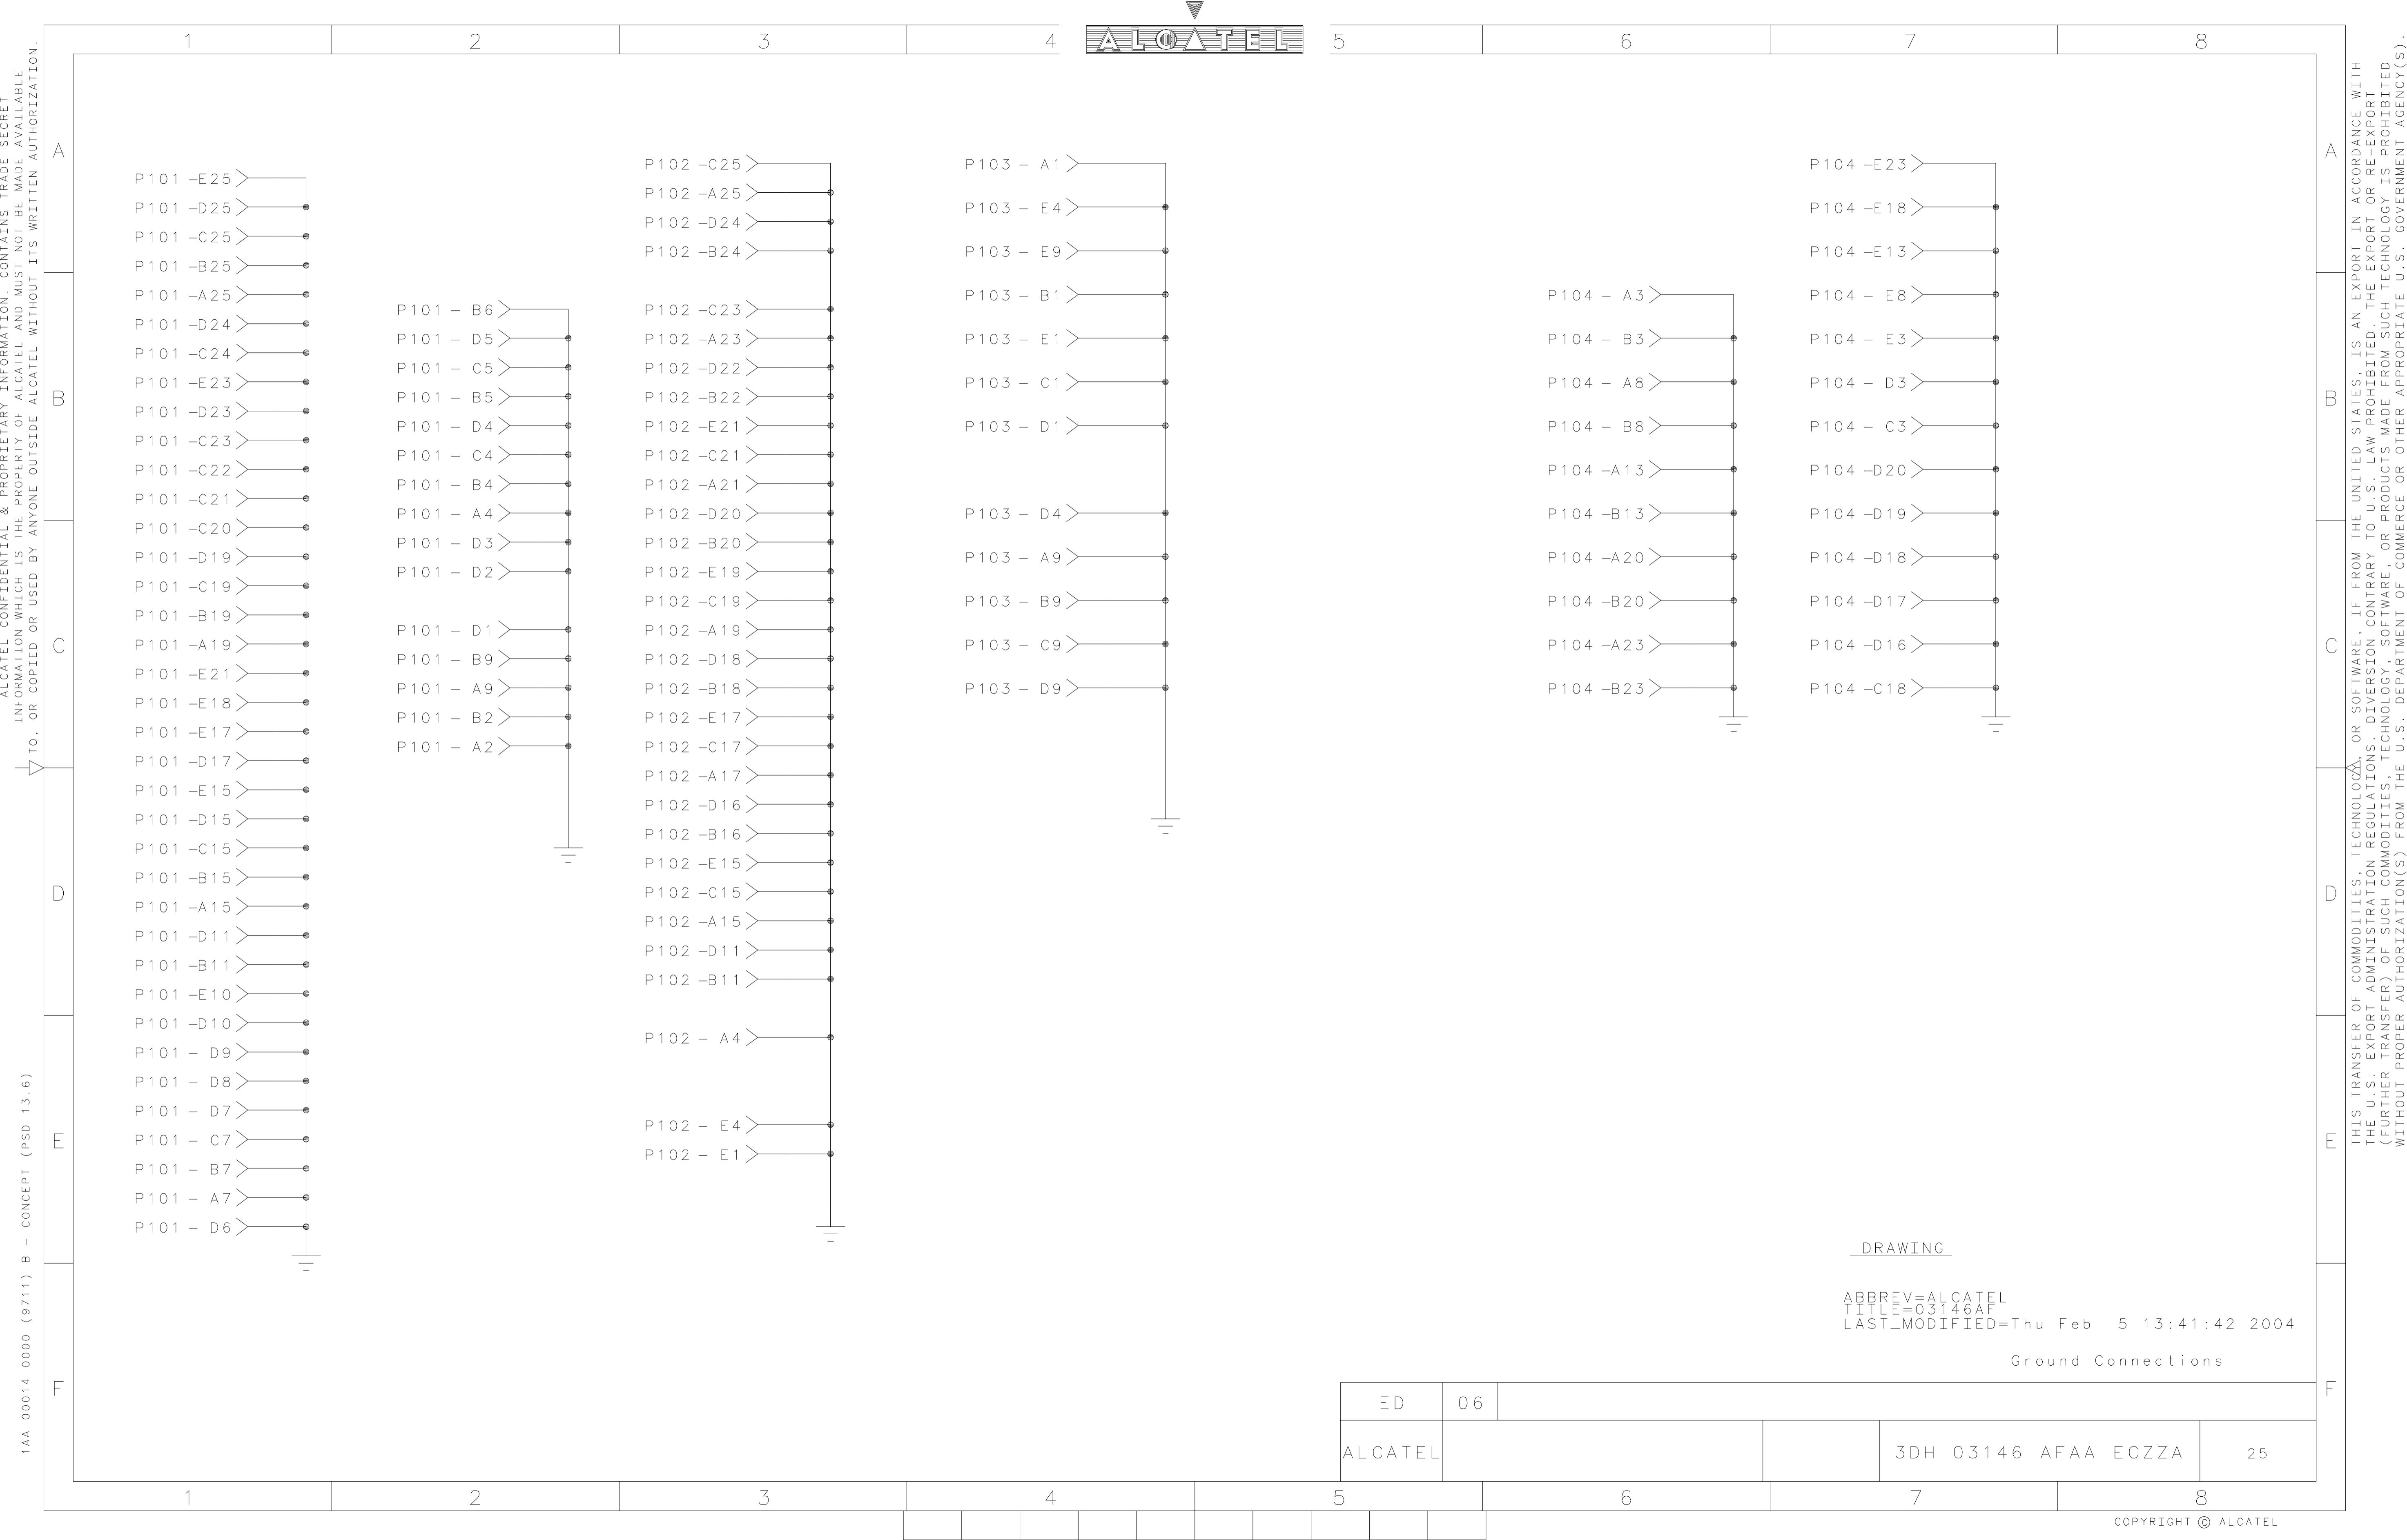 ALCATEL
1 2 3 4 5 6 7 8
A
B
C
D
E
F
ALCATEL CONFIDENTIAL & PROPRIETARY INFORMATION. CONTAINS TRADE SECRET
INFORMATION WHICH IS THE PROPERTY OF ALCATEL AND MUST NOT BE MADE AVAILABLE
TO, OR COPIED OR USED BY ANYONE OUTSIDE ALCATEL WITHOUT ITS WRITTEN AUTHORIZATION.
1AA 00014 0000 (9711) B - CONCEPT (PSD 13.6)
P101 -E25
P101 -D25
P101 -C25
P101 -B25
P101 -A25
P101 -D24
P101 -C24
P101 -E23
P101 -D23
P101 -C23
P101 -C22
P101 -C21
P101 -C20
P101 -D19
P101 -C19
P101 -B19
P101 -A19
P101 -E21
P101 -E18
P101 -E17
P101 -D17
P101 -E15
P101 -D15
P101 -C15
P101 -B15
P101 -A15
P101 -D11
P101 -B11
P101 -E10
P101 -D10
P101 - D9
P101 - D8
P101 - D7
P101 - C7
P101 - B7
P101 - A7
P101 - D6
P101 - B6
P101 - D5
P101 - C5
P101 - B5
P101 - D4
P101 - C4
P101 - B4
P101 - A4
P101 - D3
P101 - D2
P101 - D1
P101 - B9
P101 - A9
P101 - B2
P101 - A2
P102 -C25
P102 -A25
P102 -D24
P102 -B24
P102 -C23
P102 -A23
P102 -D22
P102 -B22
P102 -E21
P102 -C21
P102 -A21
P102 -D20
P102 -B20
P102 -E19
P102 -C19
P102 -A19
P102 -D18
P102 -B18
P102 -E17
P102 -C17
P102 -A17
P102 -D16
P102 -B16
P102 -E15
P102 -C15
P102 -A15
P102 -D11
P102 -B11
P102 - A4
P102 - E4
P102 - E1
P103 - A1
P103 - E4
P103 - E9
P103 - B1
P103 - E1
P103 - C1
P103 - D1
P103 - D4
P103 - A9
P103 - B9
P103 - C9
P103 - D9
P104 - A3
P104 - B3
P104 - A8
P104 - B8
P104 -A13
P104 -B13
P104 -A20
P104 -B20
P104 -A23
P104 -B23
P104 -E23
P104 -E18
P104 -E13
P104 - E8
P104 - E3
P104 - D3
P104 - C3
P104 -D20
P104 -D19
P104 -D18
P104 -D17
P104 -D16
P104 -C18
A
B
C
D
E
F
THIS TRANSFER OF COMMODITIES, TECHNOLOGY, OR SOFTWARE, IF FROM THE UNITED STATES, IS AN EXPORT IN ACCORDANCE WITH
THE U.S. EXPORT ADMINISTRATION REGULATIONS. DIVERSION CONTRARY TO U.S. LAW PROHIBITED. THE EXPORT OR RE-EXPORT
(FURTHER TRANSFER) OF SUCH COMMODITIES, TECHNOLOGY, SOFTWARE, OR PRODUCTS MADE FROM SUCH TECHNOLOGY IS PROHIBITED
WITHOUT PROPER AUTHORIZATION(S) FROM THE U.S. DEPARTMENT OF COMMERCE OR OTHER APPROPRIATE U.S. GOVERNMENT AGENCY(S).
DRAWING
ABBREV=ALCATEL
TITLE=03146AF
LAST_MODIFIED=Thu Feb 5 13:41:42 2004
Ground Connections
ED 06
ALCATEL 3DH 03146 AFAA ECZZA 25
1 2 3 4 5 6 7 8
COPYRIGHT © ALCATEL